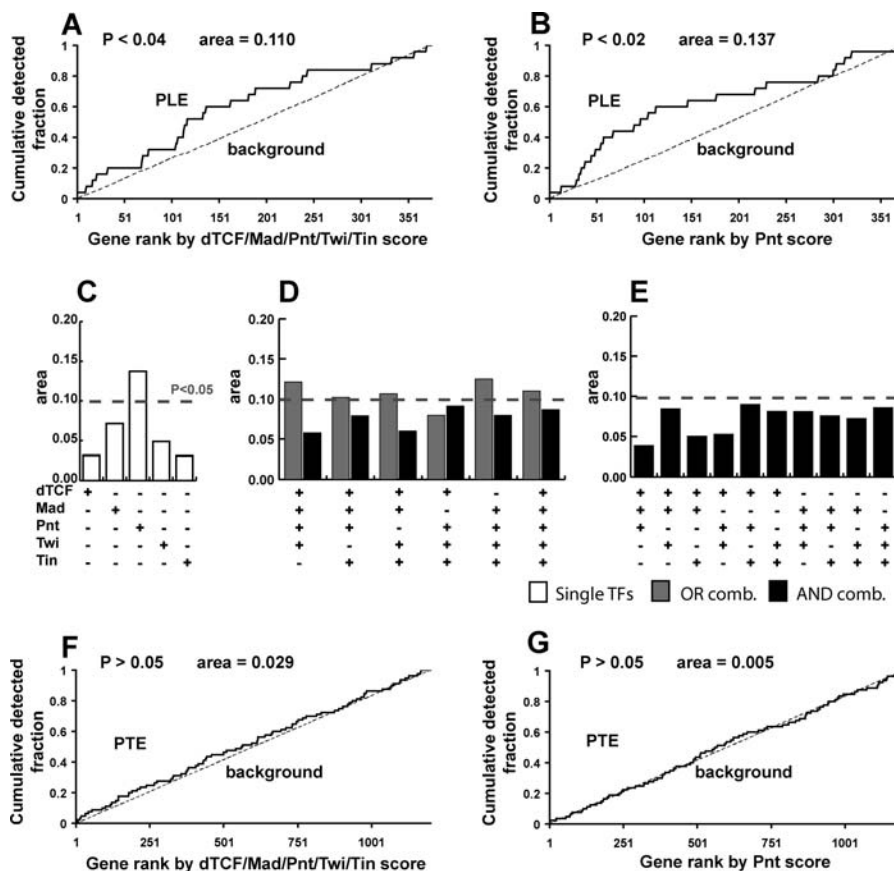 A
P < 0.04 area = 0.110
PLE
background
Cumulative detected
fraction
1
0.8
0.6
0.4
0.2
0
1 51 101 151 201 251 301 351
Gene rank by dTCF/Mad/Pnt/Twi/Tin score
B
P < 0.02 area = 0.137
PLE
background
Cumulative detected
fraction
1
0.8
0.6
0.4
0.2
0
1 51 101 151 201 251 301 351
Gene rank by Pnt score
C
area
0.20
0.15
0.10
0.05
0.00
P<0.05
dTCF + - - - -
Mad - + - - -
Pnt - - + - -
Twi - - - + -
Tin - - - - +
D
area
0.20
0.15
0.10
0.05
0.00
+ + + + - +
+ + + - + +
+ + - + + +
+ - + + + +
- + + + + +
E
area
0.20
0.15
0.10
0.05
0.00
+ + + + + + - - - -
+ + + - - - + + + -
+ - - + + - + + - +
- + - + - + + - + +
- - + - + + - + + +
Single TFs OR comb. AND comb.
F
P > 0.05 area = 0.029
PTE
background
Cumulative detected
fraction
1
0.8
0.6
0.4
0.2
0
1 251 501 751 1001
Gene rank by dTCF/Mad/Pnt/Twi/Tin score
G
P > 0.05 area = 0.005
PTE
background
Cumulative detected
fraction
1
0.8
0.6
0.4
0.2
0
1 251 501 751 1001
Gene rank by Pnt score